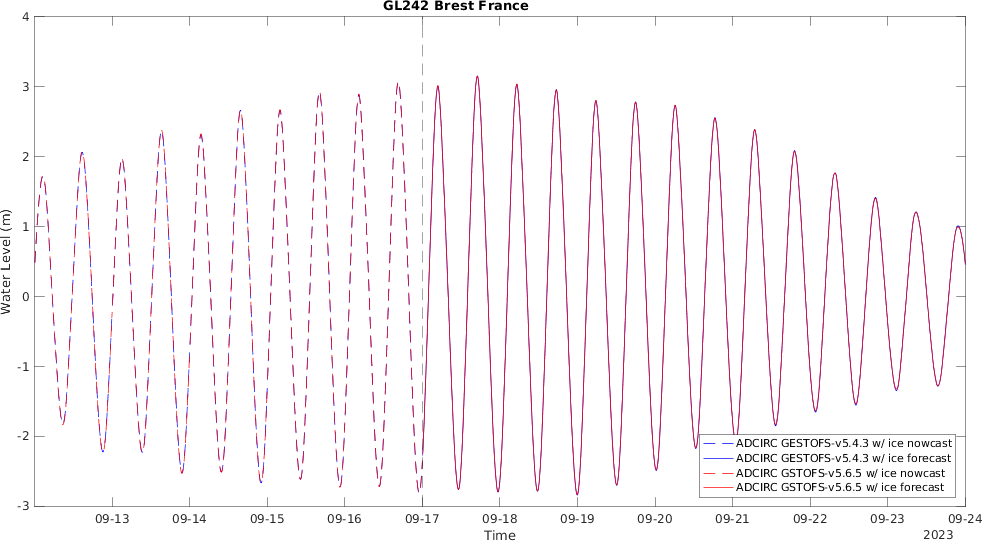 GL242 Brest France
4
3
2
1
0
-1
-2
-3
Water Level (m)
ADCIRC GESTOFS-v5.4.3 w/ ice nowcast
ADCIRC GESTOFS-v5.4.3 w/ ice forecast
ADCIRC GSTOFS-v5.6.5 w/ ice nowcast
ADCIRC GSTOFS-v5.6.5 w/ ice forecast
09-13 09-14 09-15 09-16 09-17 09-18 09-19 09-20 09-21 09-22 09-23 09-24
Time
2023